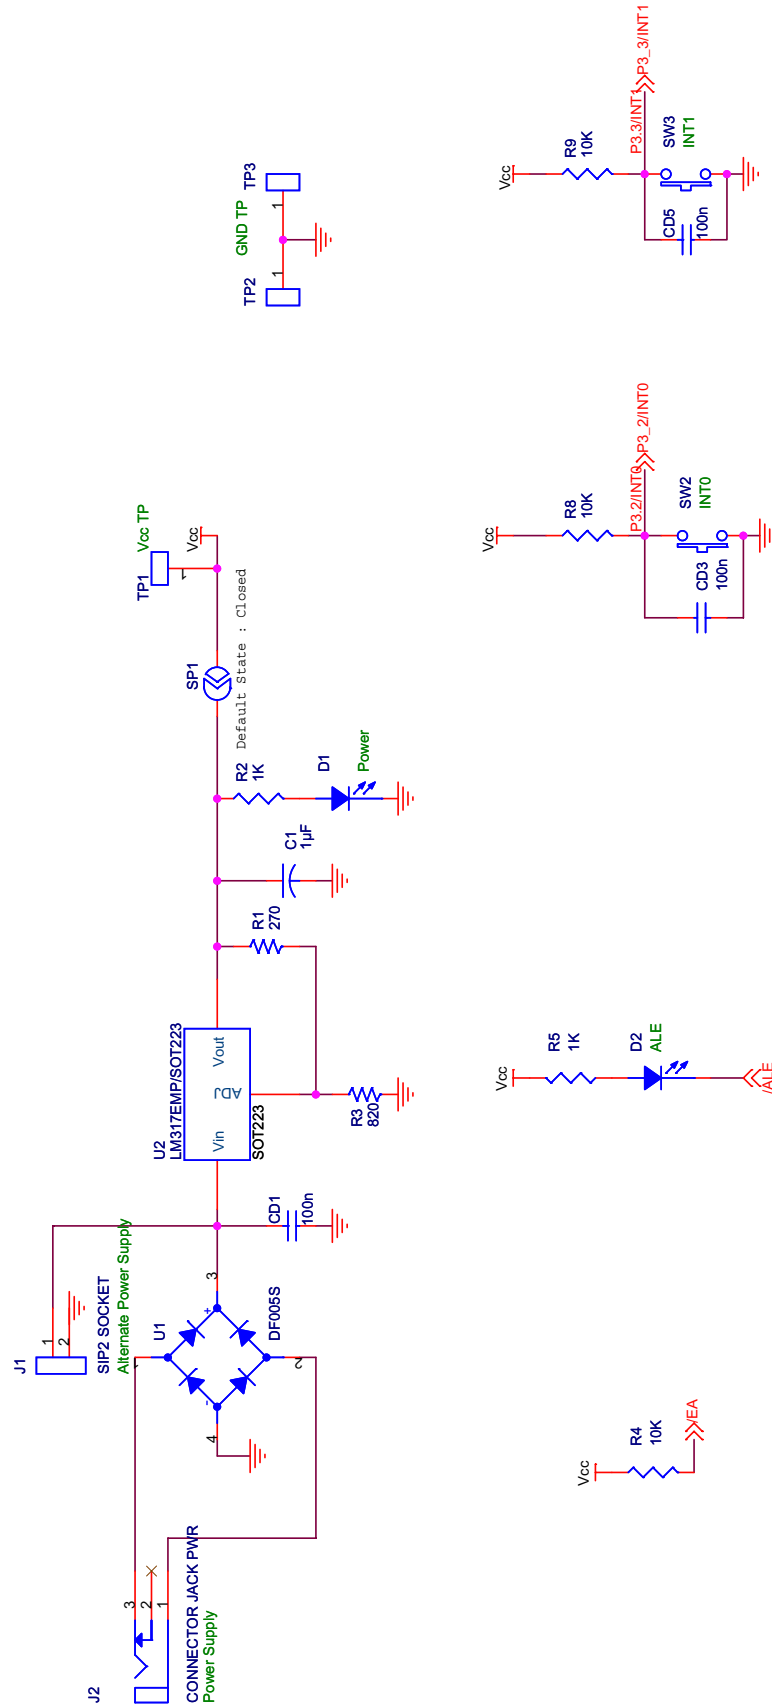 J2
CONNECTOR JACK PWR
Power Supply
3
2
1
J1
SIP2 SOCKET
Alternate Power Supply
1
2
U1
DF005S
1
2
3
4
+
-
CD1
100n
U2
LM317EMP/SOT223
Vin
ADJ
Vout
SOT223
R3
820
R1
270
C1
1µF
R2
1K
D1
Power
SP1
Default State : Closed
TP1
Vcc TP
1
Vcc
TP2
GND TP
TP3
1
1
Vcc
R4
10K
/EA
Vcc
R5
1K
D2
ALE
/ALE
Vcc
R8
10K
P3.2/INT0
P3_2/INT0
SW2
INT0
CD3
100n
Vcc
R9
10K
P3.3/INT1
P3_3/INT1
SW3
INT1
CD5
100n